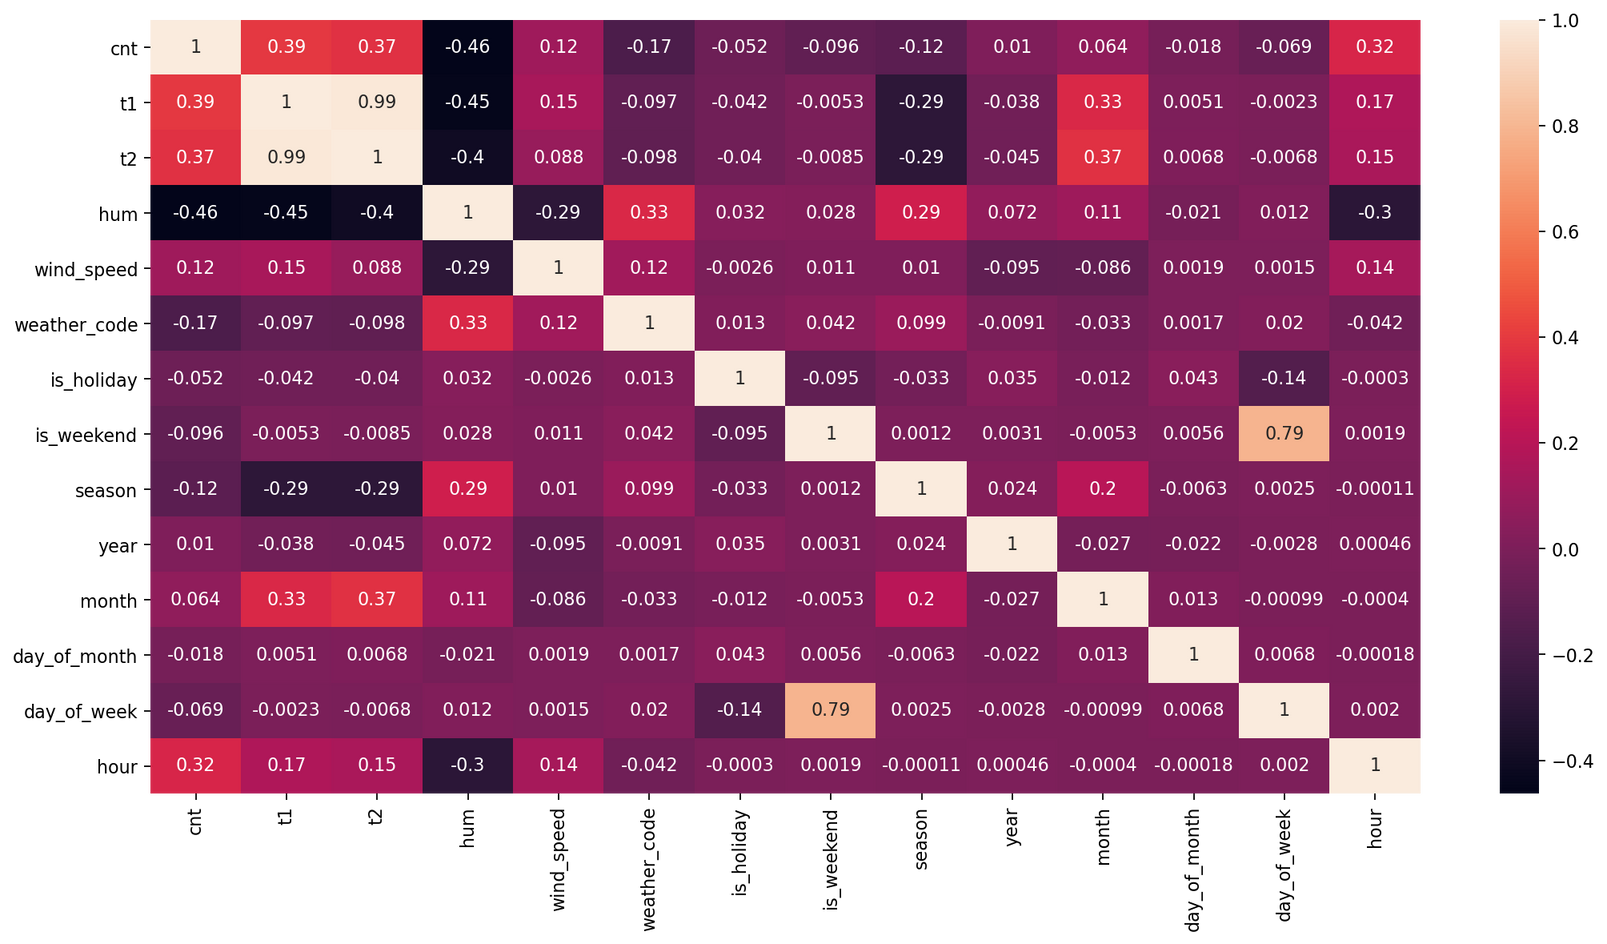 cnt 1 0.39 0.37 -0.46 0.12 -0.17 -0.052 -0.096 -0.12 0.01 0.064 -0.018 -0.069 0.32
t1 0.39 1 0.99 -0.45 0.15 -0.097 -0.042 -0.0053 -0.29 -0.038 0.33 0.0051 -0.0023 0.17
t2 0.37 0.99 1 -0.4 0.088 -0.098 -0.04 -0.0085 -0.29 -0.045 0.37 0.0068 -0.0068 0.15
hum -0.46 -0.45 -0.4 1 -0.29 0.33 0.032 0.028 0.29 0.072 0.11 -0.021 0.012 -0.3
wind_speed 0.12 0.15 0.088 -0.29 1 0.12 -0.0026 0.011 0.01 -0.095 -0.086 0.0019 0.0015 0.14
weather_code -0.17 -0.097 -0.098 0.33 0.12 1 0.013 0.042 0.099 -0.0091 -0.033 0.0017 0.02 -0.042
is_holiday -0.052 -0.042 -0.04 0.032 -0.0026 0.013 1 -0.095 -0.033 0.035 -0.012 0.043 -0.14 -0.0003
is_weekend -0.096 -0.0053 -0.0085 0.028 0.011 0.042 -0.095 1 0.0012 0.0031 -0.0053 0.0056 0.79 0.0019
season -0.12 -0.29 -0.29 0.29 0.01 0.099 -0.033 0.0012 1 0.024 0.2 -0.0063 0.0025 -0.00011
year 0.01 -0.038 -0.045 0.072 -0.095 -0.0091 0.035 0.0031 0.024 1 -0.027 -0.022 -0.0028 0.00046
month 0.064 0.33 0.37 0.11 -0.086 -0.033 -0.012 -0.0053 0.2 -0.027 1 0.013 -0.00099 -0.0004
day_of_month -0.018 0.0051 0.0068 -0.021 0.0019 0.0017 0.043 0.0056 -0.0063 -0.022 0.013 1 0.0068 -0.00018
day_of_week -0.069 -0.0023 -0.0068 0.012 0.0015 0.02 -0.14 0.79 0.0025 -0.0028 -0.00099 0.0068 1 0.002
hour 0.32 0.17 0.15 -0.3 0.14 -0.042 -0.0003 0.0019 -0.00011 0.00046 -0.0004 -0.00018 0.002 1
cnt t1 t2 hum wind_speed weather_code is_holiday is_weekend season year month day_of_month day_of_week hour
1.0
0.8
0.6
0.4
0.2
0.0
−0.2
−0.4